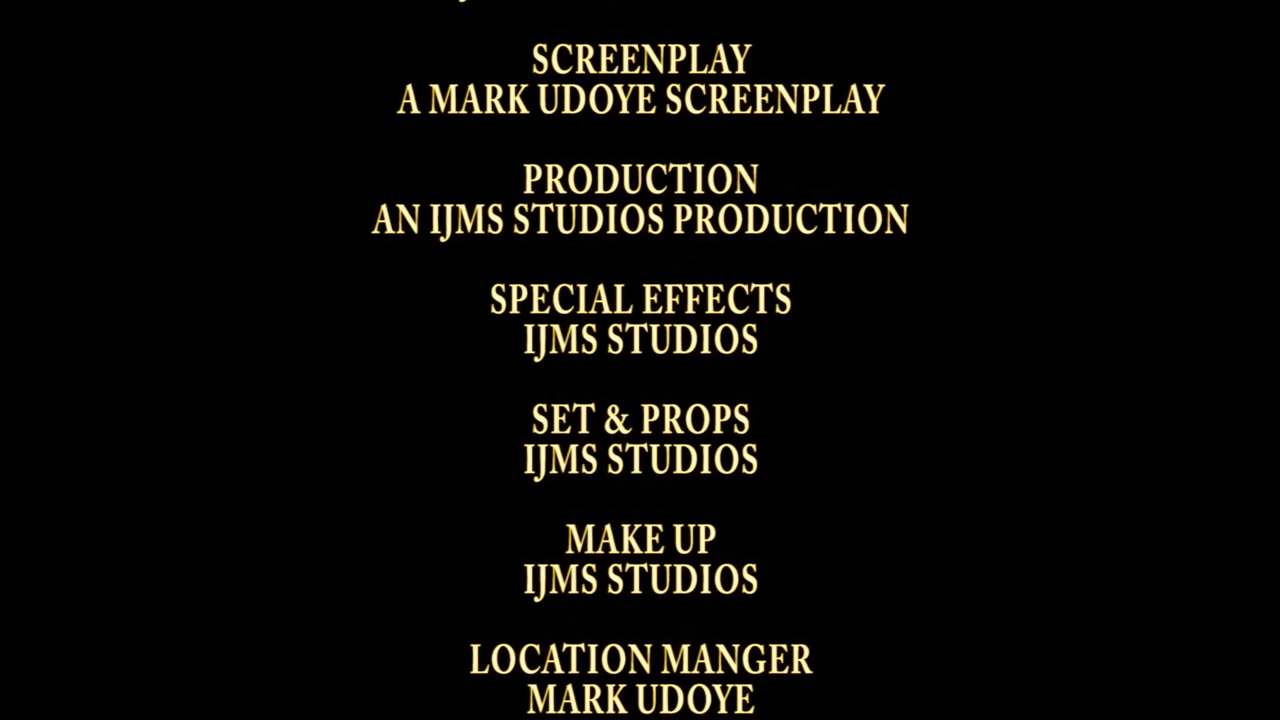 SCREENPLAY
A MARK UDOYE SCREENPLAY
PRODUCTION
AN IJMS STUDIOS PRODUCTION
SPECIAL EFFECTS
IJMS STUDIOS
SET & PROPS
IJMS STUDIOS
MAKE UP
IJMS STUDIOS
LOCATION MANGER
MARK UDOYE